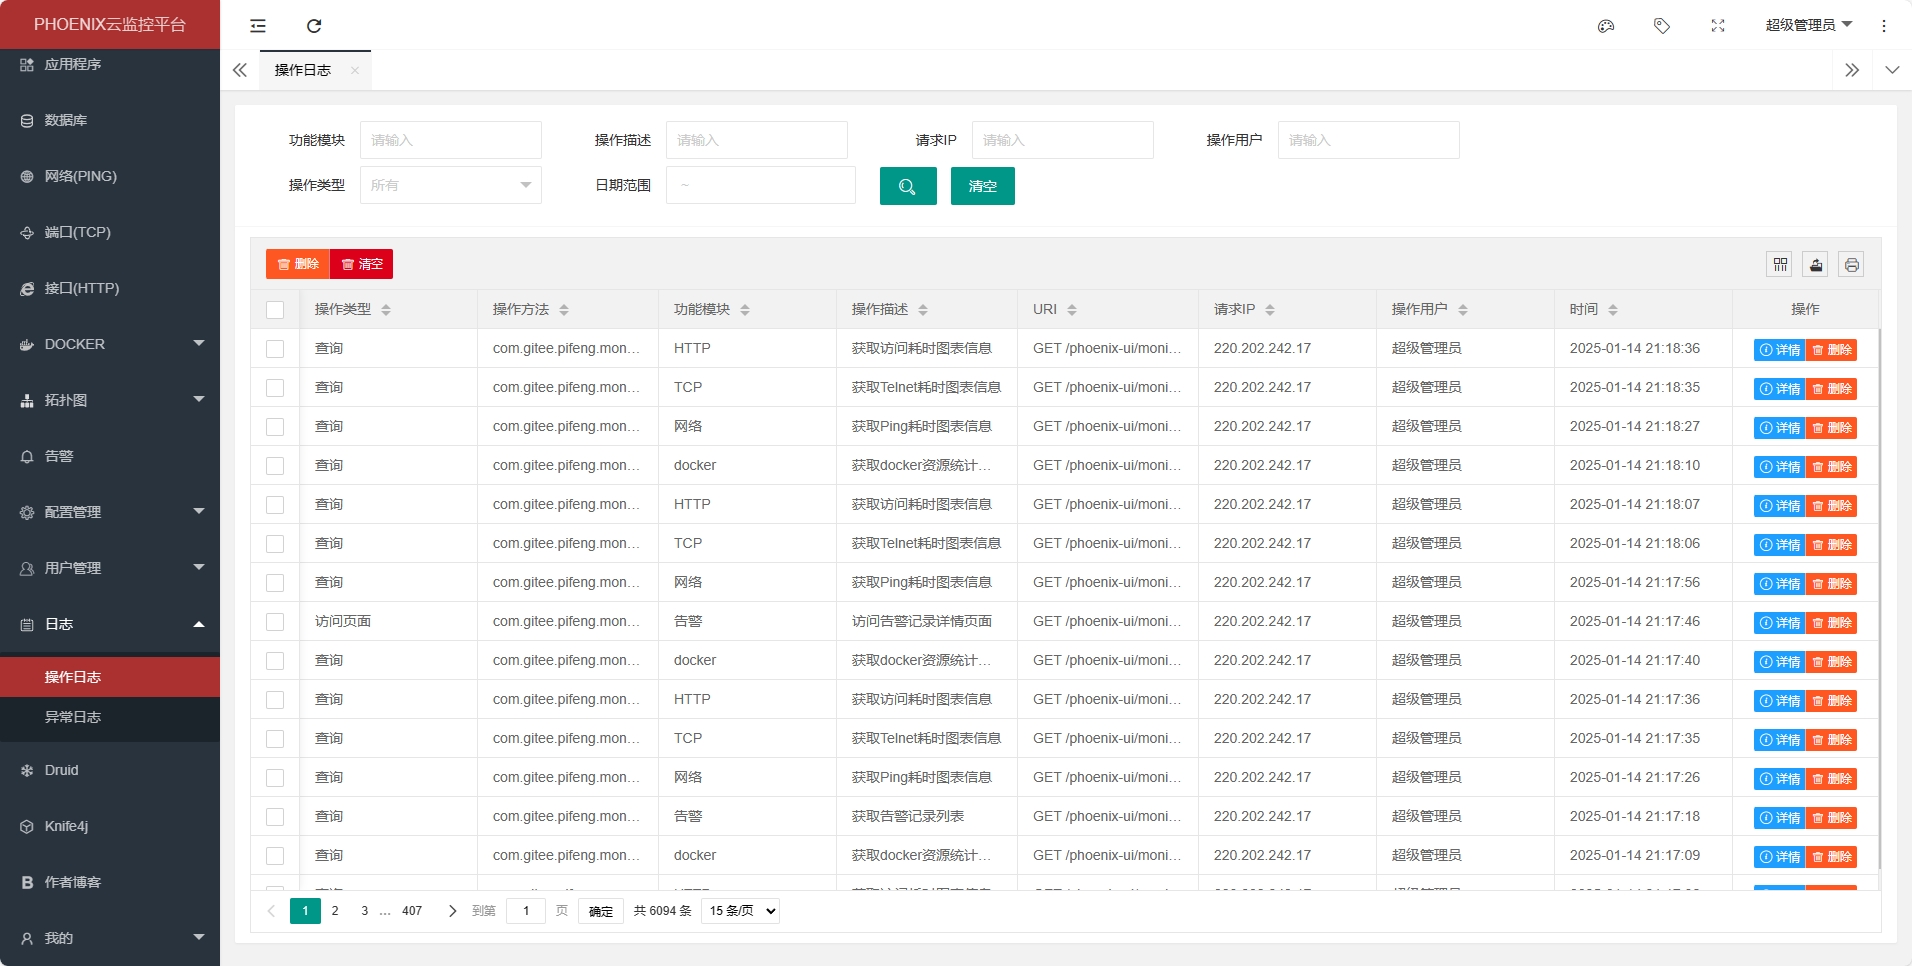 PHOENIX云监控平台
超级管理员
操作日志
应用程序
数据库
网络(PING)
端口(TCP)
接口(HTTP)
DOCKER
拓扑图
告警
配置管理
用户管理
日志
操作日志
异常日志
Druid
Knife4j
作者博客
我的
功能模块 请输入 操作描述 请输入 请求IP 请输入 操作用户 请输入
操作类型 所有 日期范围 ~ 清空
删除 清空
操作类型 操作方法 功能模块 操作描述 URI 请求IP 操作用户 时间 操作
查询 com.gitee.pifeng.mon... HTTP 获取访问耗时图表信息 GET /phoenix-ui/moni... 220.202.242.17 超级管理员 2025-01-14 21:18:36 详情 删除
查询 com.gitee.pifeng.mon... TCP 获取Telnet耗时图表信息 GET /phoenix-ui/moni... 220.202.242.17 超级管理员 2025-01-14 21:18:35 详情 删除
查询 com.gitee.pifeng.mon... 网络 获取Ping耗时图表信息 GET /phoenix-ui/moni... 220.202.242.17 超级管理员 2025-01-14 21:18:27 详情 删除
查询 com.gitee.pifeng.mon... docker 获取docker资源统计... GET /phoenix-ui/moni... 220.202.242.17 超级管理员 2025-01-14 21:18:10 详情 删除
查询 com.gitee.pifeng.mon... HTTP 获取访问耗时图表信息 GET /phoenix-ui/moni... 220.202.242.17 超级管理员 2025-01-14 21:18:07 详情 删除
查询 com.gitee.pifeng.mon... TCP 获取Telnet耗时图表信息 GET /phoenix-ui/moni... 220.202.242.17 超级管理员 2025-01-14 21:18:06 详情 删除
查询 com.gitee.pifeng.mon... 网络 获取Ping耗时图表信息 GET /phoenix-ui/moni... 220.202.242.17 超级管理员 2025-01-14 21:17:56 详情 删除
访问页面 com.gitee.pifeng.mon... 告警 访问告警记录详情页面 GET /phoenix-ui/moni... 220.202.242.17 超级管理员 2025-01-14 21:17:46 详情 删除
查询 com.gitee.pifeng.mon... docker 获取docker资源统计... GET /phoenix-ui/moni... 220.202.242.17 超级管理员 2025-01-14 21:17:40 详情 删除
查询 com.gitee.pifeng.mon... HTTP 获取访问耗时图表信息 GET /phoenix-ui/moni... 220.202.242.17 超级管理员 2025-01-14 21:17:36 详情 删除
查询 com.gitee.pifeng.mon... TCP 获取Telnet耗时图表信息 GET /phoenix-ui/moni... 220.202.242.17 超级管理员 2025-01-14 21:17:35 详情 删除
查询 com.gitee.pifeng.mon... 网络 获取Ping耗时图表信息 GET /phoenix-ui/moni... 220.202.242.17 超级管理员 2025-01-14 21:17:26 详情 删除
查询 com.gitee.pifeng.mon... 告警 获取告警记录列表 GET /phoenix-ui/moni... 220.202.242.17 超级管理员 2025-01-14 21:17:18 详情 删除
查询 com.gitee.pifeng.mon... docker 获取docker资源统计... GET /phoenix-ui/moni... 220.202.242.17 超级管理员 2025-01-14 21:17:09 详情 删除
1 2 3 ... 407 到第 1 页 确定 共 6094 条 15 条/页